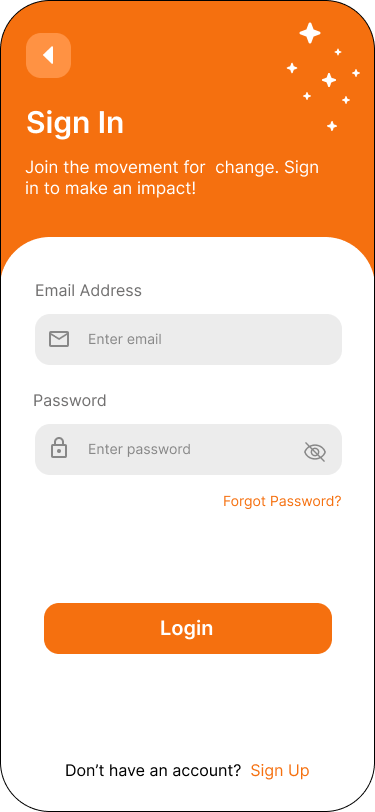 Sign In
Join the movement for  change. Sign
in to make an impact!
Email Address
Enter email
Password
Enter password
Forgot Password?
Login
Don’t have an account?  Sign Up